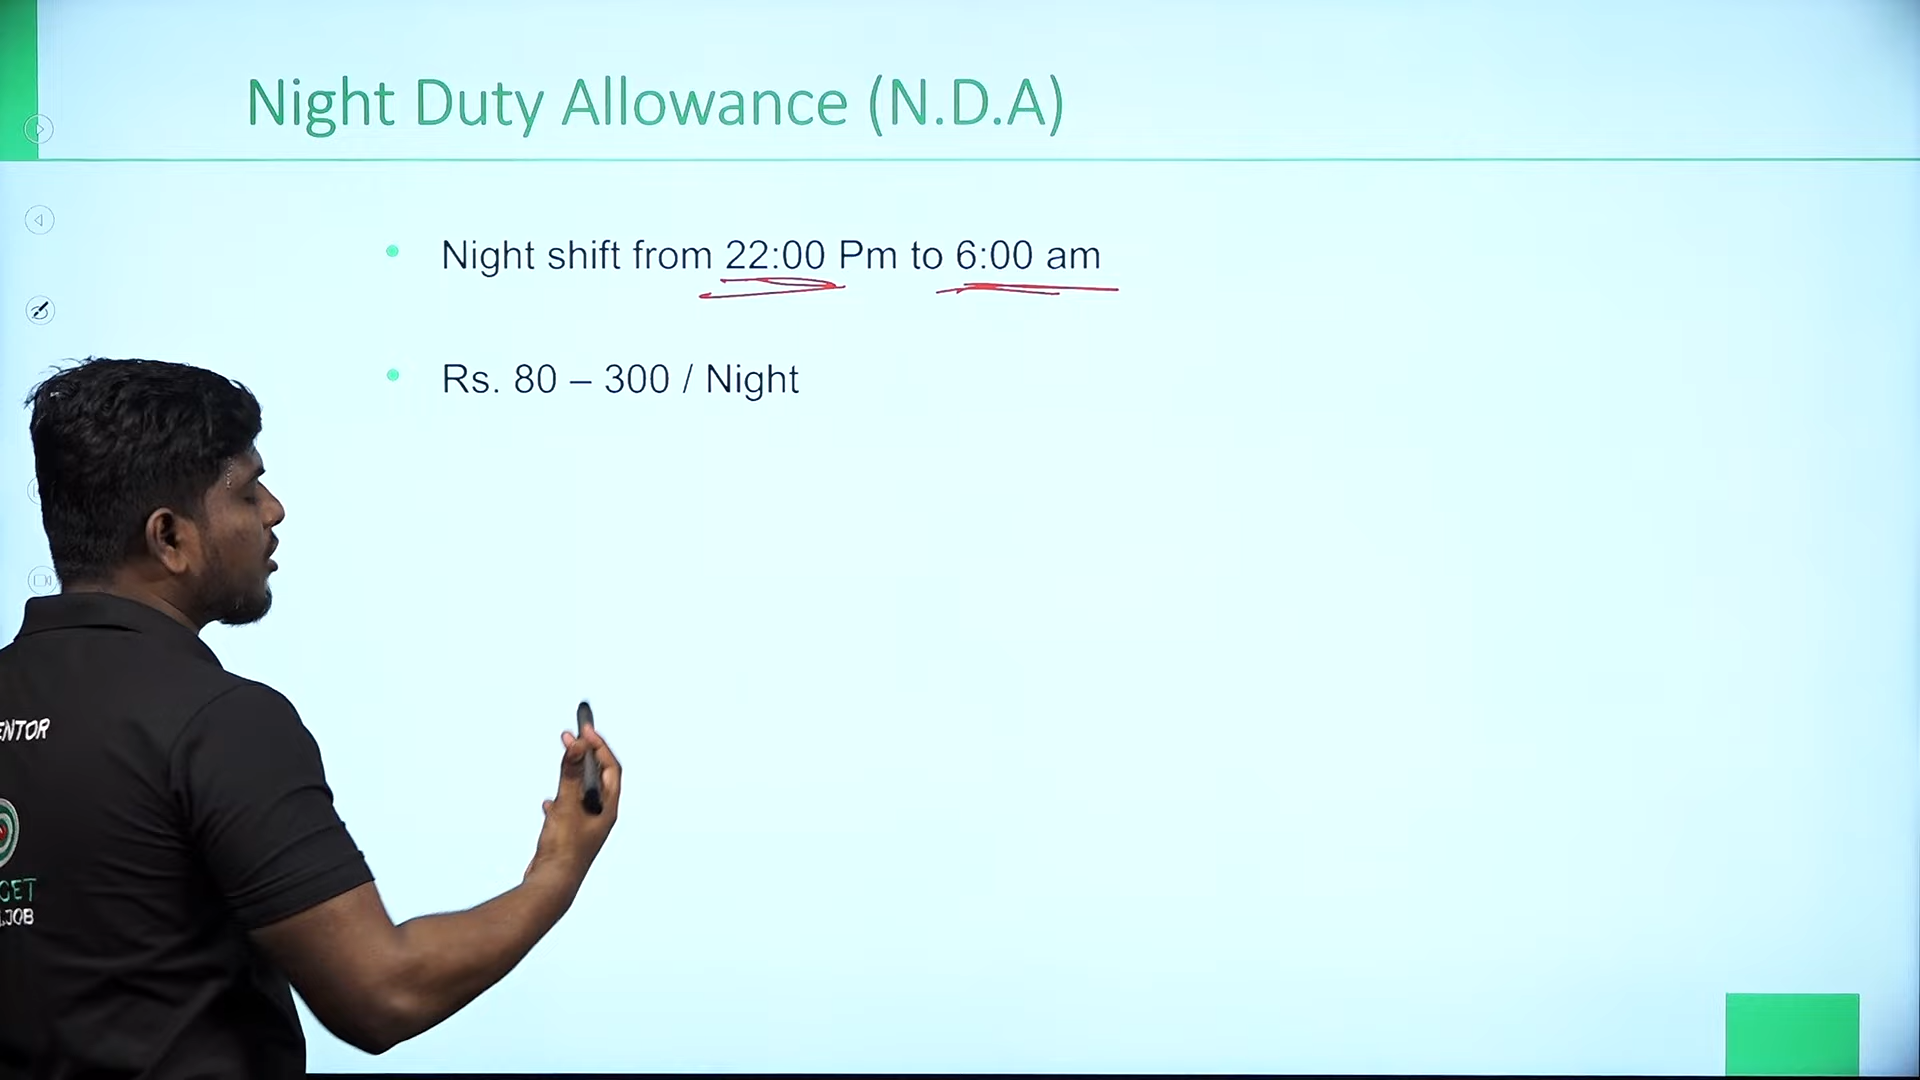 Night Duty Allowance (N.D.A)
Night shift from 22:00 Pm to 6:00 am
Rs. 80 – 300 / Night
ENTOR
GET
JOB